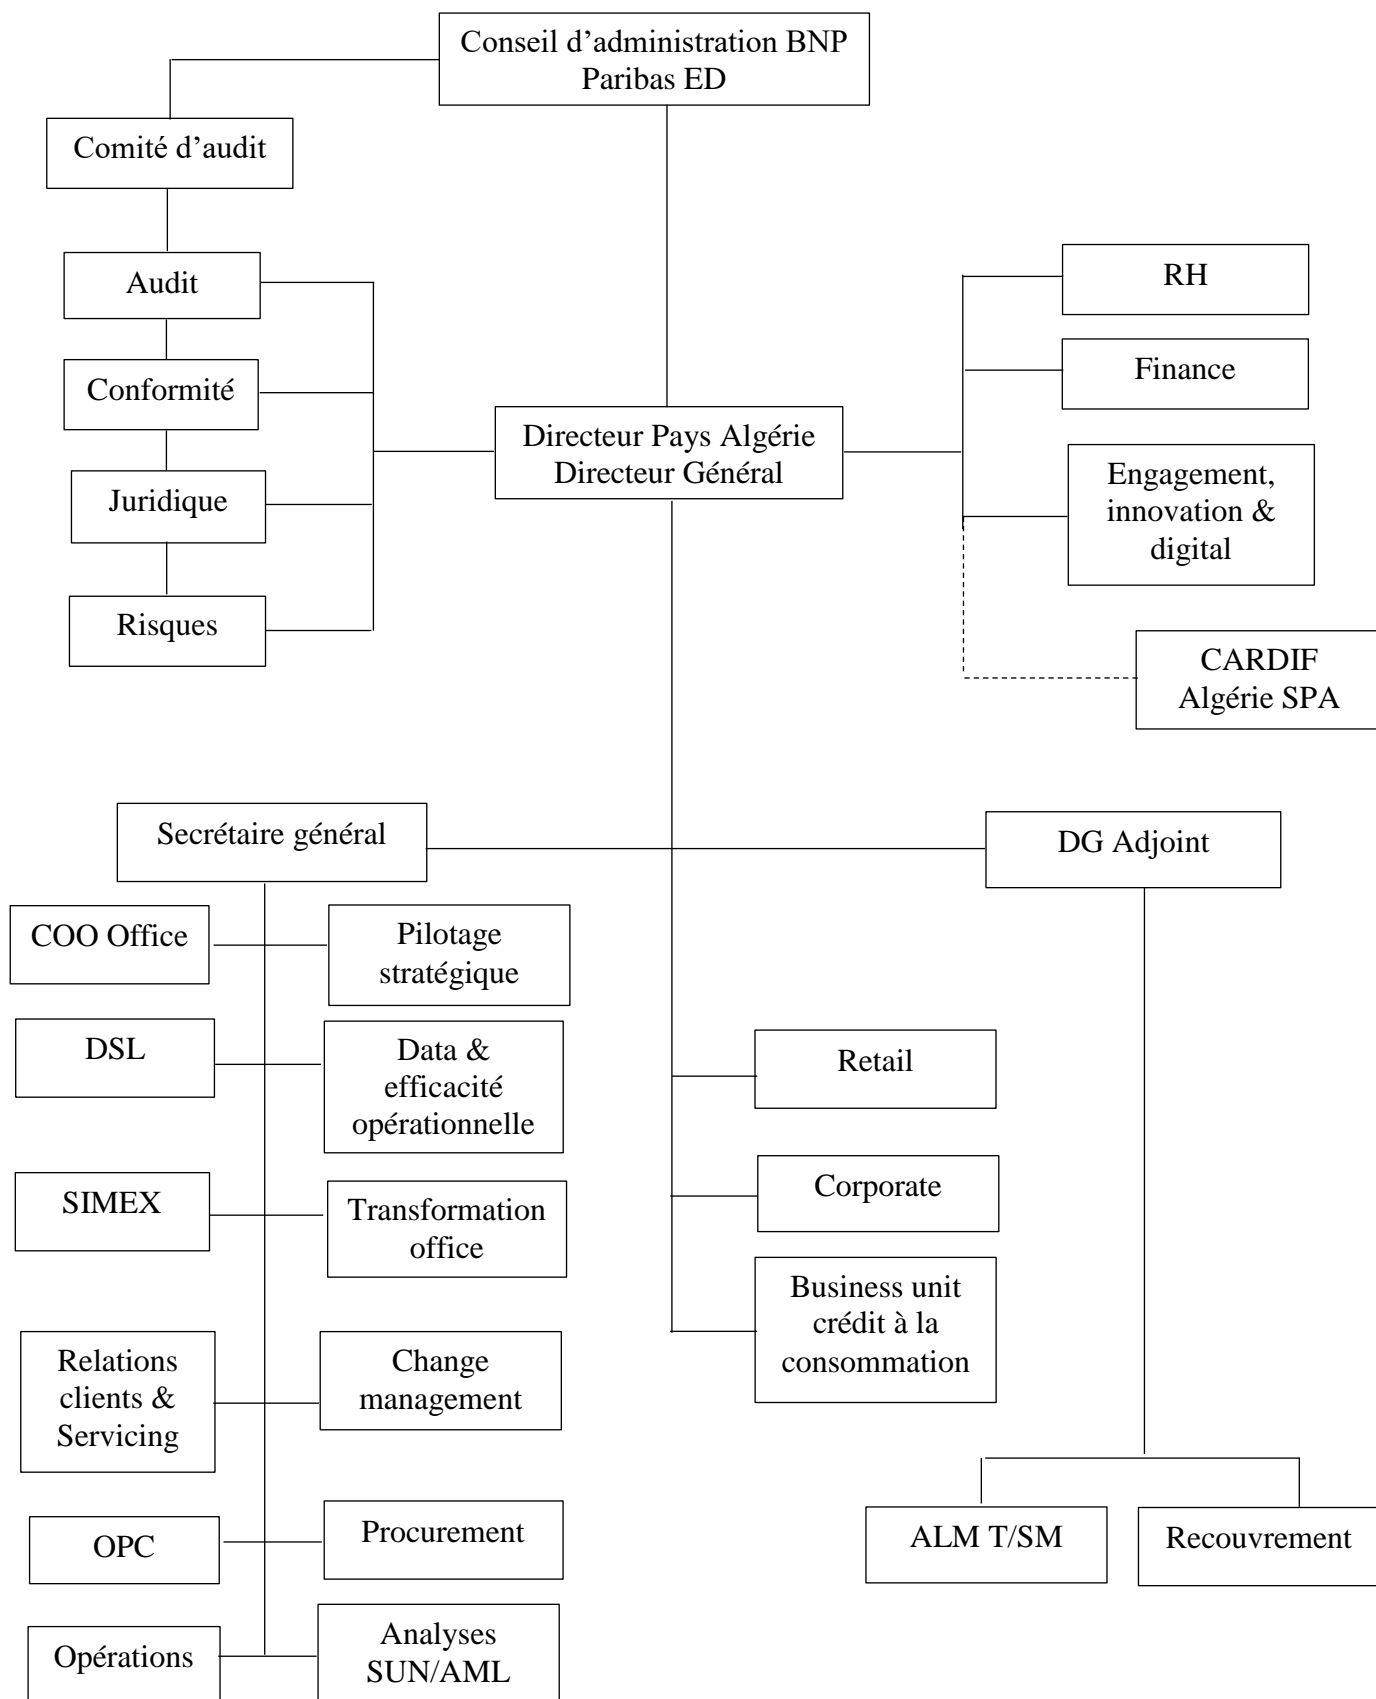 Conseil d’administration BNP
Paribas ED
Comité d’audit
Audit
Conformité
Juridique
Risques
Directeur Pays Algérie
Directeur Général
RH
Finance
Engagement,
innovation &
digital
CARDIF
Algérie SPA
Secrétaire général
DG Adjoint
COO Office
Pilotage
stratégique
DSL
Data &
efficacité
opérationnelle
SIMEX
Transformation
office
Relations
clients &
Servicing
Change
management
OPC
Procurement
Opérations
Analyses
SUN/AML
Retail
Corporate
Business unit
crédit à la
consommation
ALM T/SM
Recouvrement